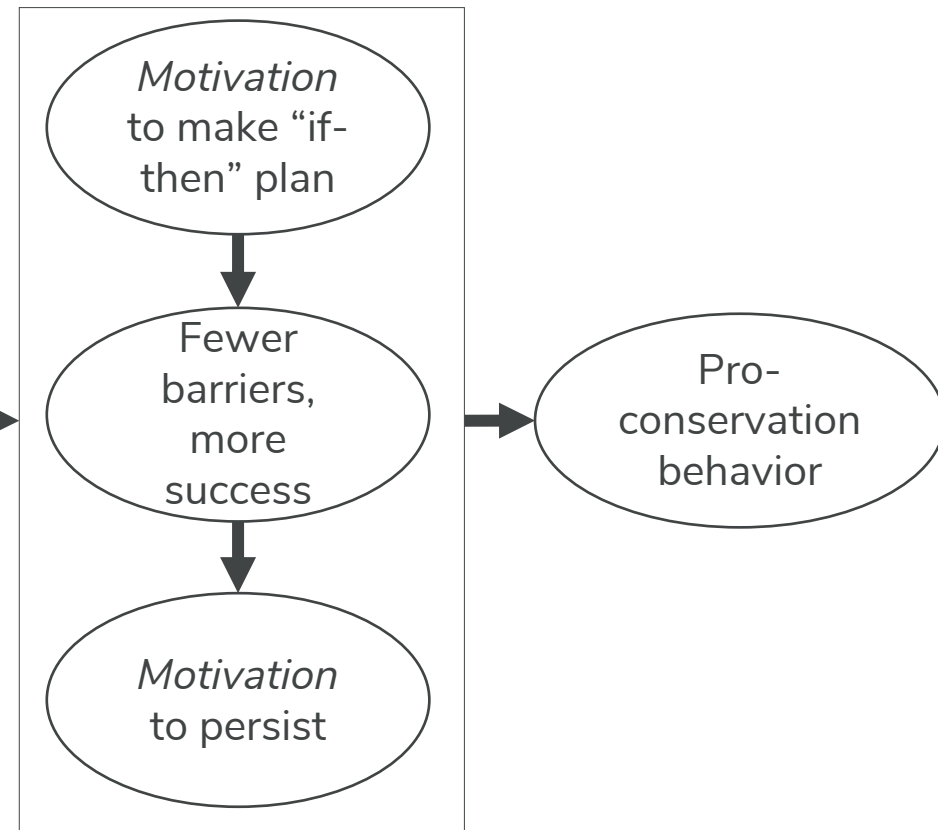 Motivation
to make “if-
then” plan
Fewer
barriers,
more
success
Motivation
to persist
Pro-
conservation
behavior